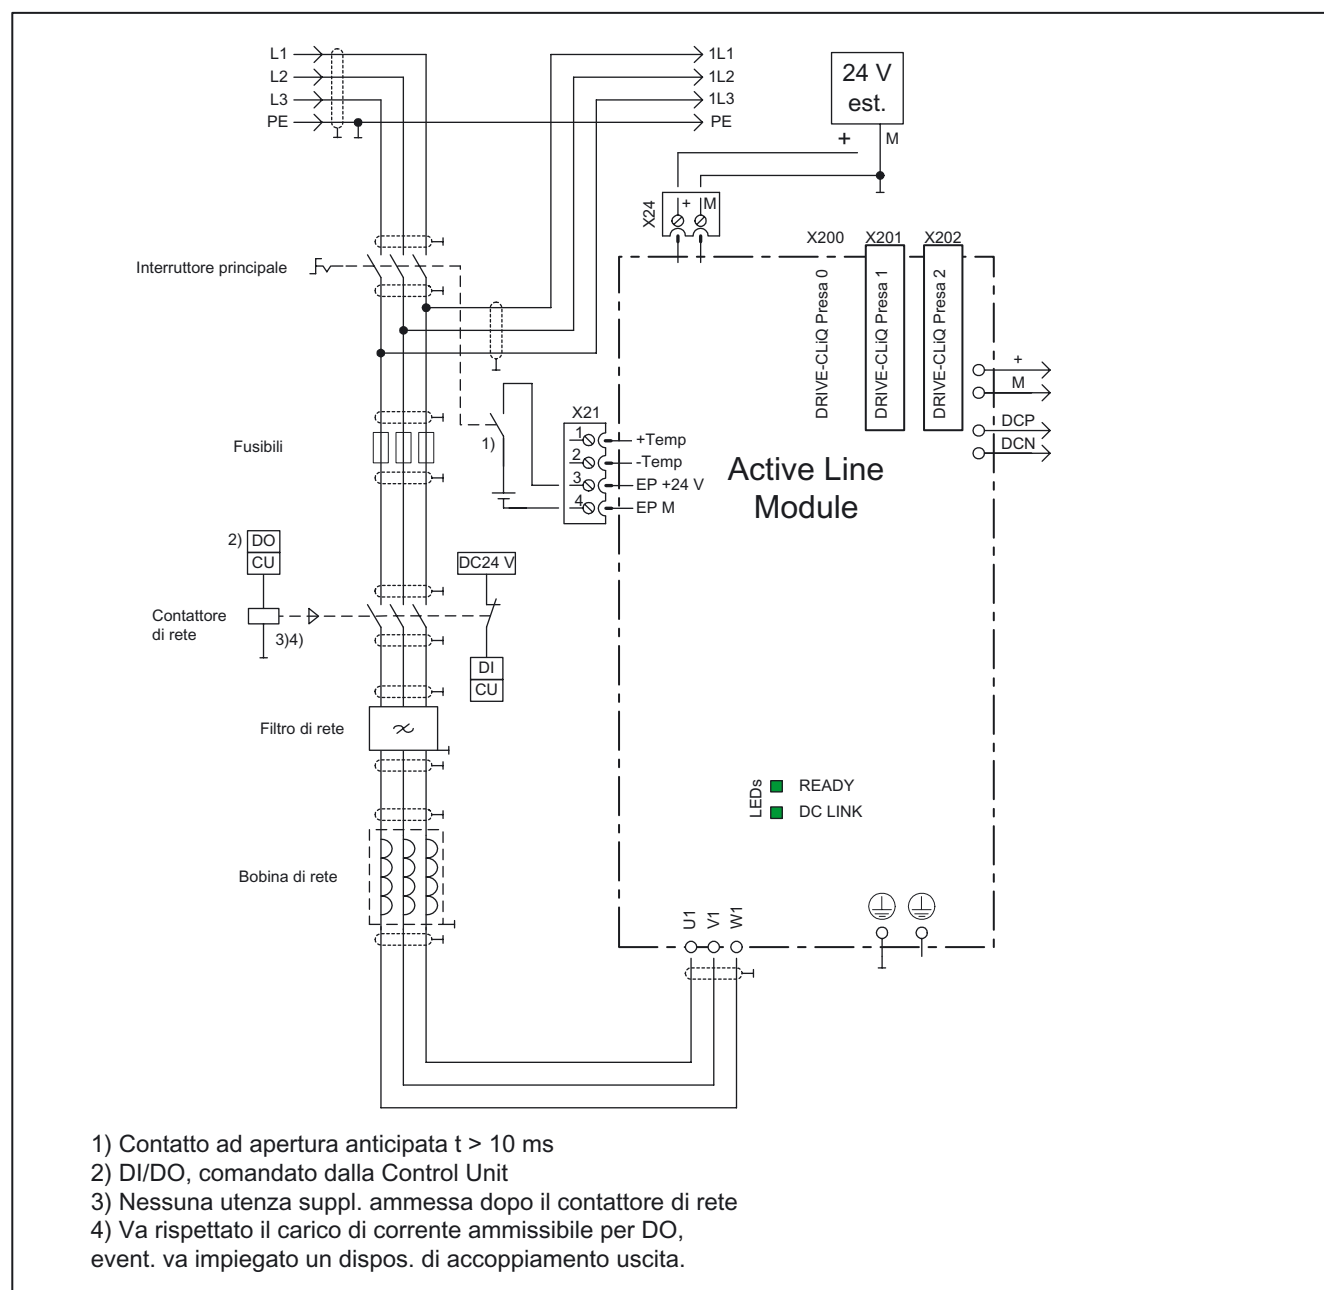 L1
L2
L3
PE
1L1
1L2
1L3
PE
24 V
est.
+
M
X24
+
M
X200
X201
X202
Interruttore principale
DRIVE-CLiQ Presa 0
DRIVE-CLiQ Presa 1
DRIVE-CLiQ Presa 2
+
M
DCP
DCN
X21
1)
1
2
3
4
+Temp
-Temp
EP +24 V
EP M
Fusibili
Active Line
Module
2)
DO
CU
DC24 V
Contattore
di rete
3)4)
DI
CU
Filtro di rete
LEDs
READY
DC LINK
Bobina di rete
U1
V1
W1
1) Contatto ad apertura anticipata t > 10 ms
2) DI/DO, comandato dalla Control Unit
3) Nessuna utenza suppl. ammessa dopo il contattore di rete
4) Va rispettato il carico di corrente ammissibile per DO,
event. va impiegato un dispos. di accoppiamento uscita.